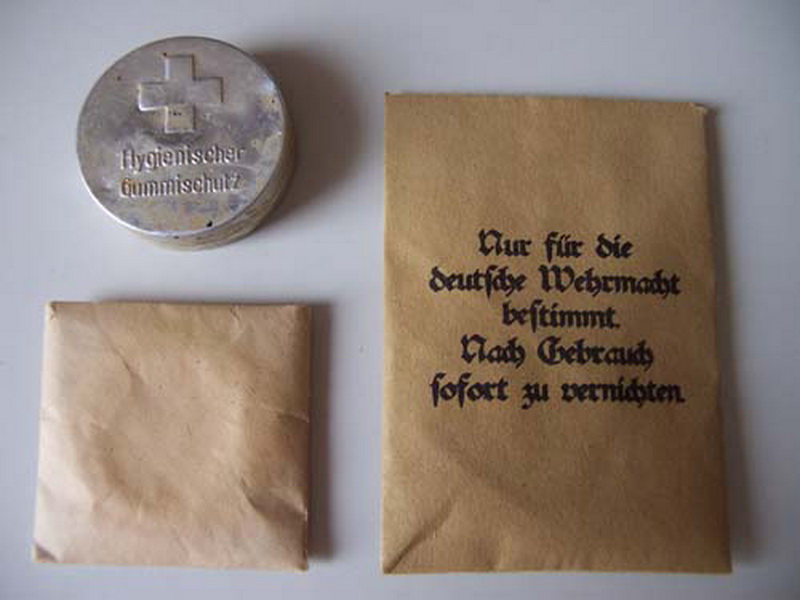 Hygienischer
Gummischutz
Nur für die
deutsche Wehrmacht
bestimmt.
Nach Gebrauch
sofort zu vernichten.